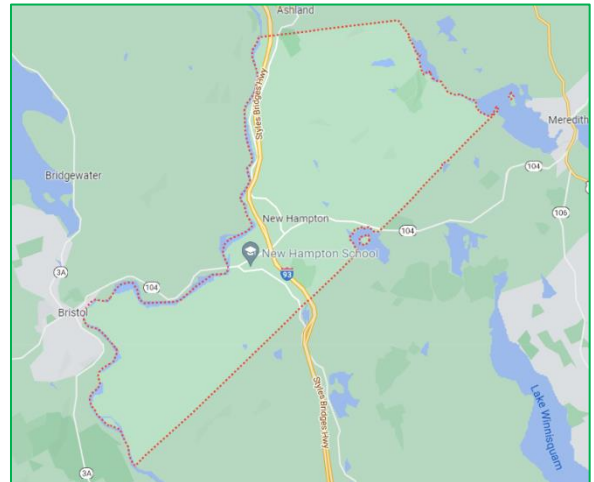 Ashland
Styles Bridges Hwy
Meredith
104
Bridgewater
106
New Hampton
104
New Hampton School
3A
93
104
Bristol
Styles Bridges Hwy
Lake Winnisquam
3A